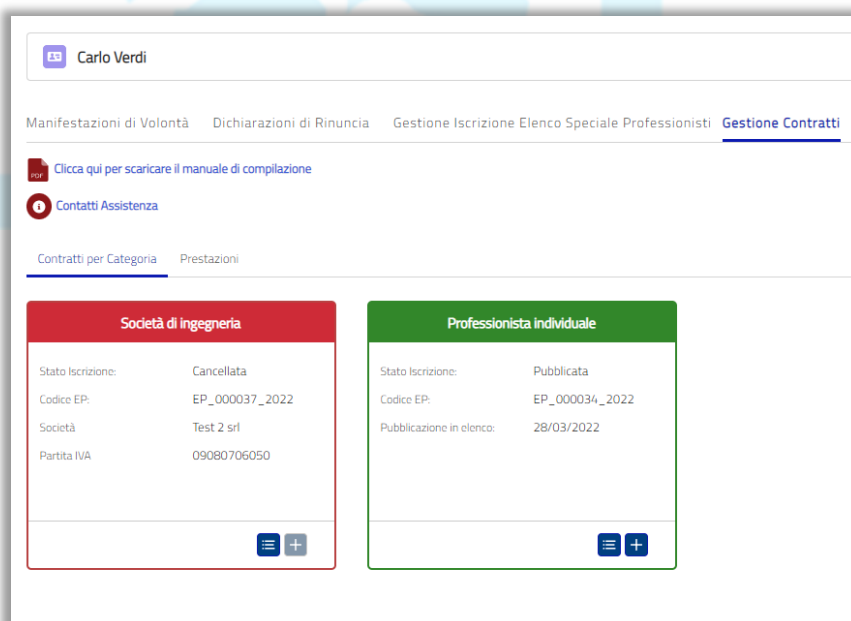 Carlo Verdi
Manifestazioni di Volontà Dichiarazioni di Rinuncia Gestione Iscrizione Elenco Speciale Professionisti Gestione Contratti
PDF Clicca qui per scaricare il manuale di compilazione
Contatti Assistenza
Contratti per Categoria Prestazioni
Società di ingegneria
Stato Iscrizione: Cancellata
Codice EP: EP_000037_2022
Società Test 2 srl
Partita IVA 09080706050
Professionista individuale
Stato Iscrizione: Pubblicata
Codice EP: EP_000034_2022
Pubblicazione in elenco: 28/03/2022